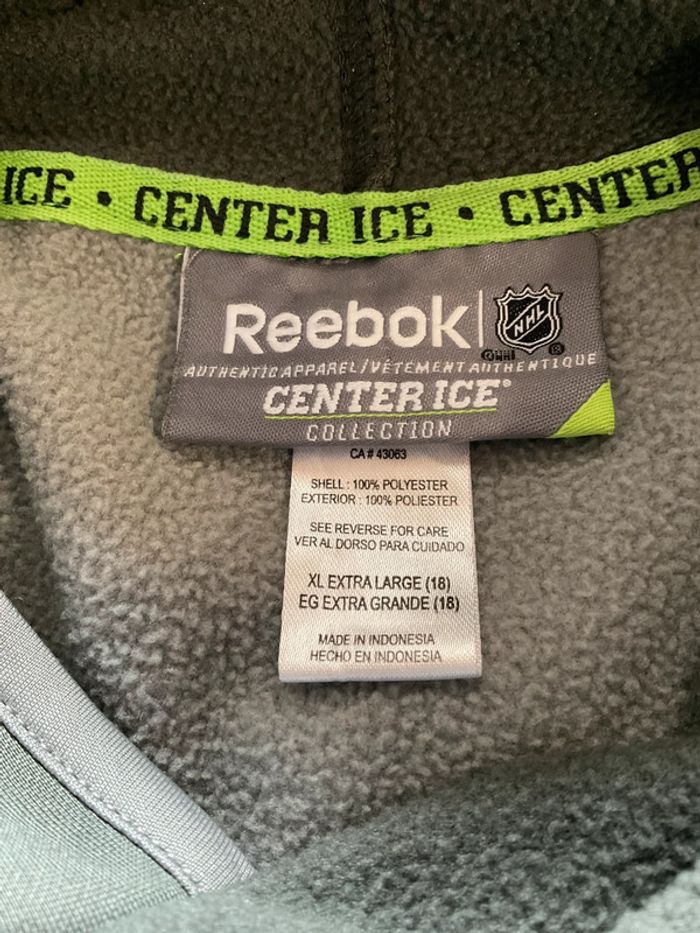 ICE • CENTER ICE • CENTER
Reebok NHL
AUTHENTIC APPAREL/VÊTEMENT AUTHENTIQUE
CENTER ICE®
COLLECTION
CA# 43063
SHELL : 100% POLYESTER
EXTERIOR : 100% POLIESTER
SEE REVERSE FOR CARE
VER AL DORSO PARA CUIDADO
XL EXTRA LARGE (18)
EG EXTRA GRANDE (18)
MADE IN INDONESIA
HECHO EN INDONESIA